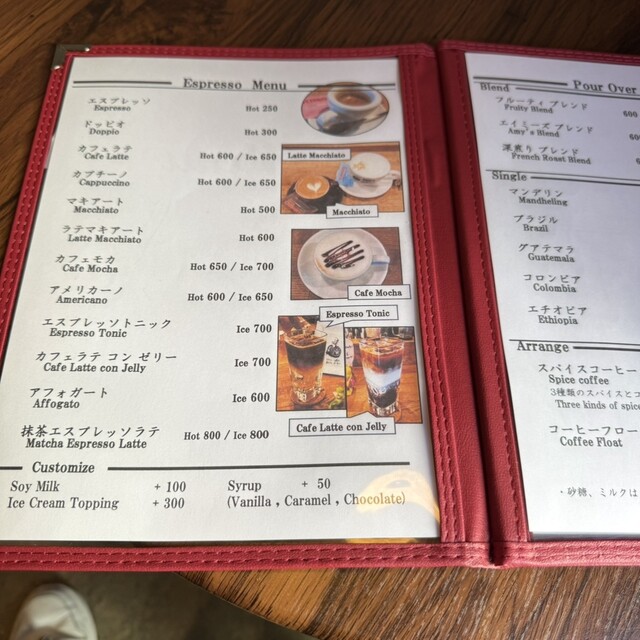 Espresso Menu
エスプレッソ
Espresso Hot 250
ドッピオ
Doppio Hot 300
カフェラテ
Cafe Latte Hot 600 / Ice 650
カプチーノ
Cappuccino Hot 600 / Ice 650
マキアート
Macchiato Hot 500
ラテマキアート
Latte Macchiato Hot 600
カフェモカ
Cafe Mocha Hot 650 / Ice 700
アメリカーノ
Americano Hot 600 / Ice 650
エスプレッソトニック
Espresso Tonic Ice 700
カフェラテ コン ゼリー
Cafe Latte con Jelly Ice 700
アフォガート
Affogato Ice 600
抹茶エスプレッソラテ
Matcha Espresso Latte Hot 800 / Ice 800
Latte Macchiato
Macchiato
Cafe Mocha
Espresso Tonic
Cafe Latte con Jelly
Customize
Soy Milk + 100 Syrup + 50
Ice Cream Topping + 300 (Vanilla , Caramel , Chocolate)
Pour Over
Blend
フルーティ ブレンド
Fruity Blend 600
エイミーズ ブレンド
Amy's Blend
深煎り ブレンド
French Roast Blend
Single
マンデリン
Mandheling
ブラジル
Brazil
グアテマラ
Guatemala
コロンビア
Colombia
エチオピア
Ethiopia
Arrange
スパイスコーヒー
Spice coffee
3種類のスパイスとコ
Three kinds of spice
コーヒーフロー
Coffee Float
・砂糖、ミルクは